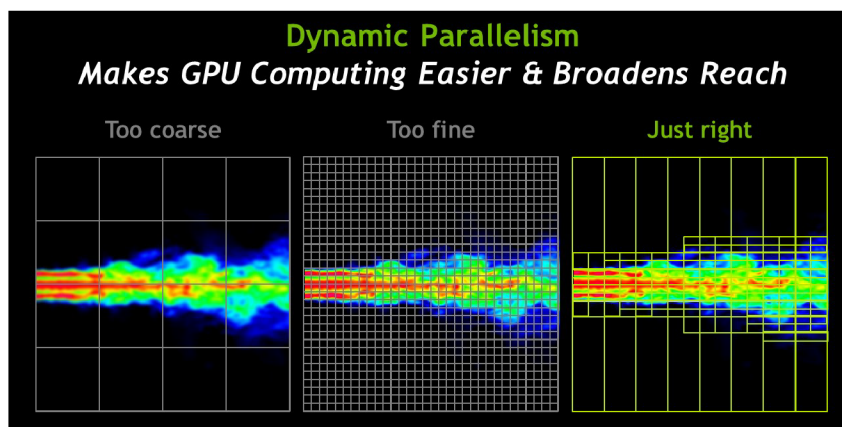 Dynamic Parallelism
Makes GPU Computing Easier & Broadens Reach
Too coarse
Too fine
Just right